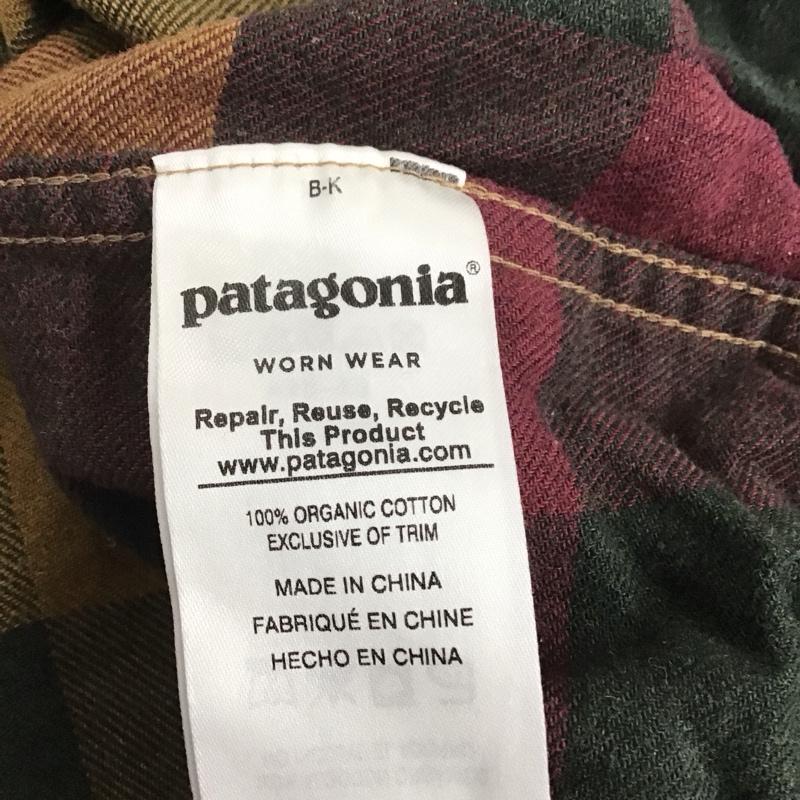 B-K
patagonia®
WORN WEAR
Repair, Reuse, Recycle
This Product
www.patagonia.com
100% ORGANIC COTTON
EXCLUSIVE OF TRIM
MADE IN CHINA
FABRIQUÉ EN CHINE
HECHO EN CHINA